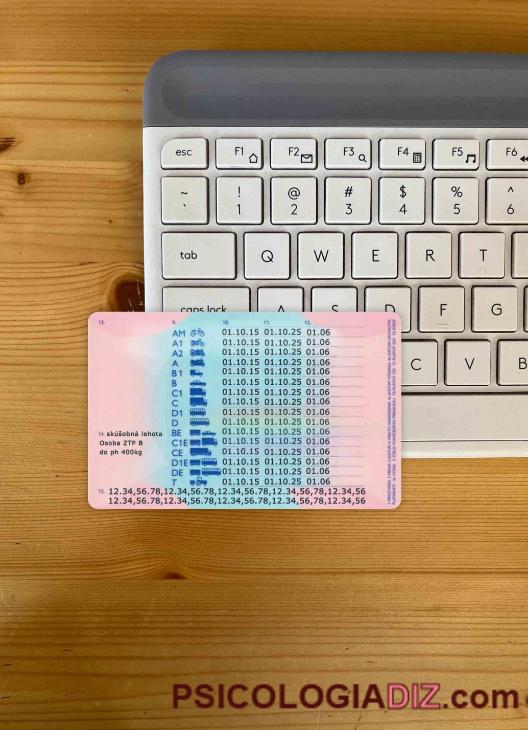 esc F1 F2 F3 F4 F5 F6
~ ! @ # $ % ^
` 1 2 3 4 5 6
tab Q W E R T
caps lock A S D F G
C V B
13. 9. 10. 11. 12.
AM 01.10.15 01.10.25 01.06
A1 01.10.15 01.10.25 01.06
A2 01.10.15 01.10.25 01.06
A 01.10.15 01.10.25 01.06
B1 01.10.15 01.10.25 01.06
B 01.10.15 01.10.25 01.06
C1 01.10.15 01.10.25 01.06
C 01.10.15 01.10.25 01.06
D1 01.10.15 01.10.25 01.06
D 01.10.15 01.10.25 01.06
14. skúšobná lehota BE 01.10.15 01.10.25 01.06
Osoba ZTP B C1E 01.10.15 01.10.25 01.06
do ph 400kg CE 01.10.15 01.10.25 01.06
D1E 01.10.15 01.10.25 01.06
DE 01.10.15 01.10.25 01.06
T 01.10.15 01.10.25 01.06
12. 12.34,56.78,12.34,56.78,12.34,56.78,12.34,56,78,12.34,56
12.34,56.78,12.34,56.78,12.34,56.78,12.34,56,78,12.34,56
PSICOLOGIADIZ.com